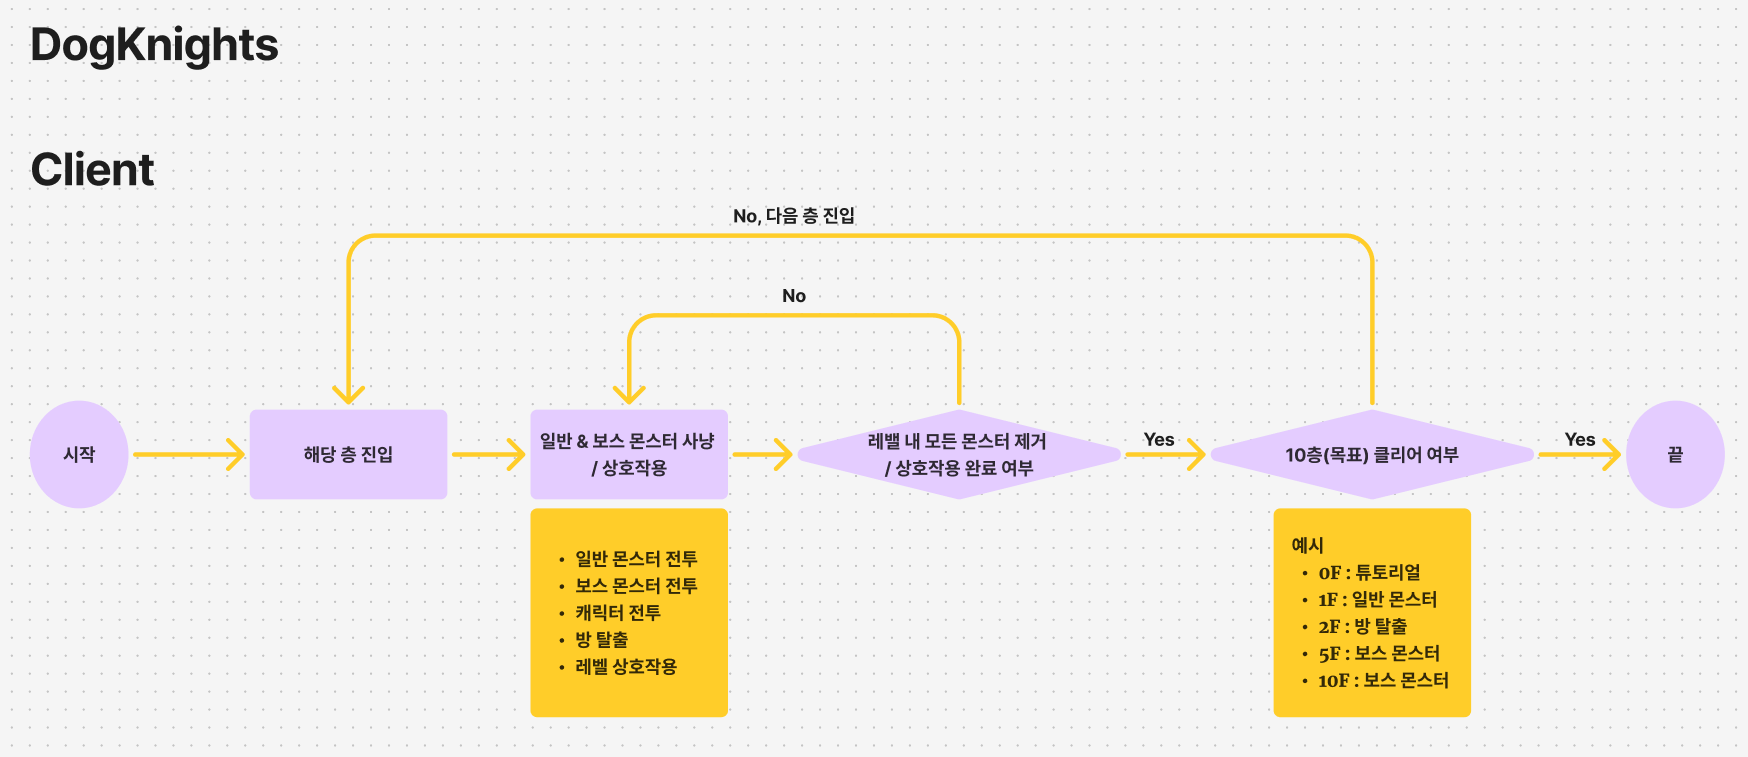 DogKnights
Client
No, 다음 층 진입
No
시작
해당 층 진입
일반 & 보스 몬스터 사냥
/ 상호작용
레밸 내 모든 몬스터 제거
/ 상호작용 완료 여부
Yes
10층(목표) 클리어 여부
Yes
끝
• 일반 몬스터 전투
• 보스 몬스터 전투
• 캐릭터 전투
• 방 탈출
• 레벨 상호작용
예시
• 0F : 튜토리얼
• 1F : 일반 몬스터
• 2F : 방 탈출
• 5F : 보스 몬스터
• 10F : 보스 몬스터